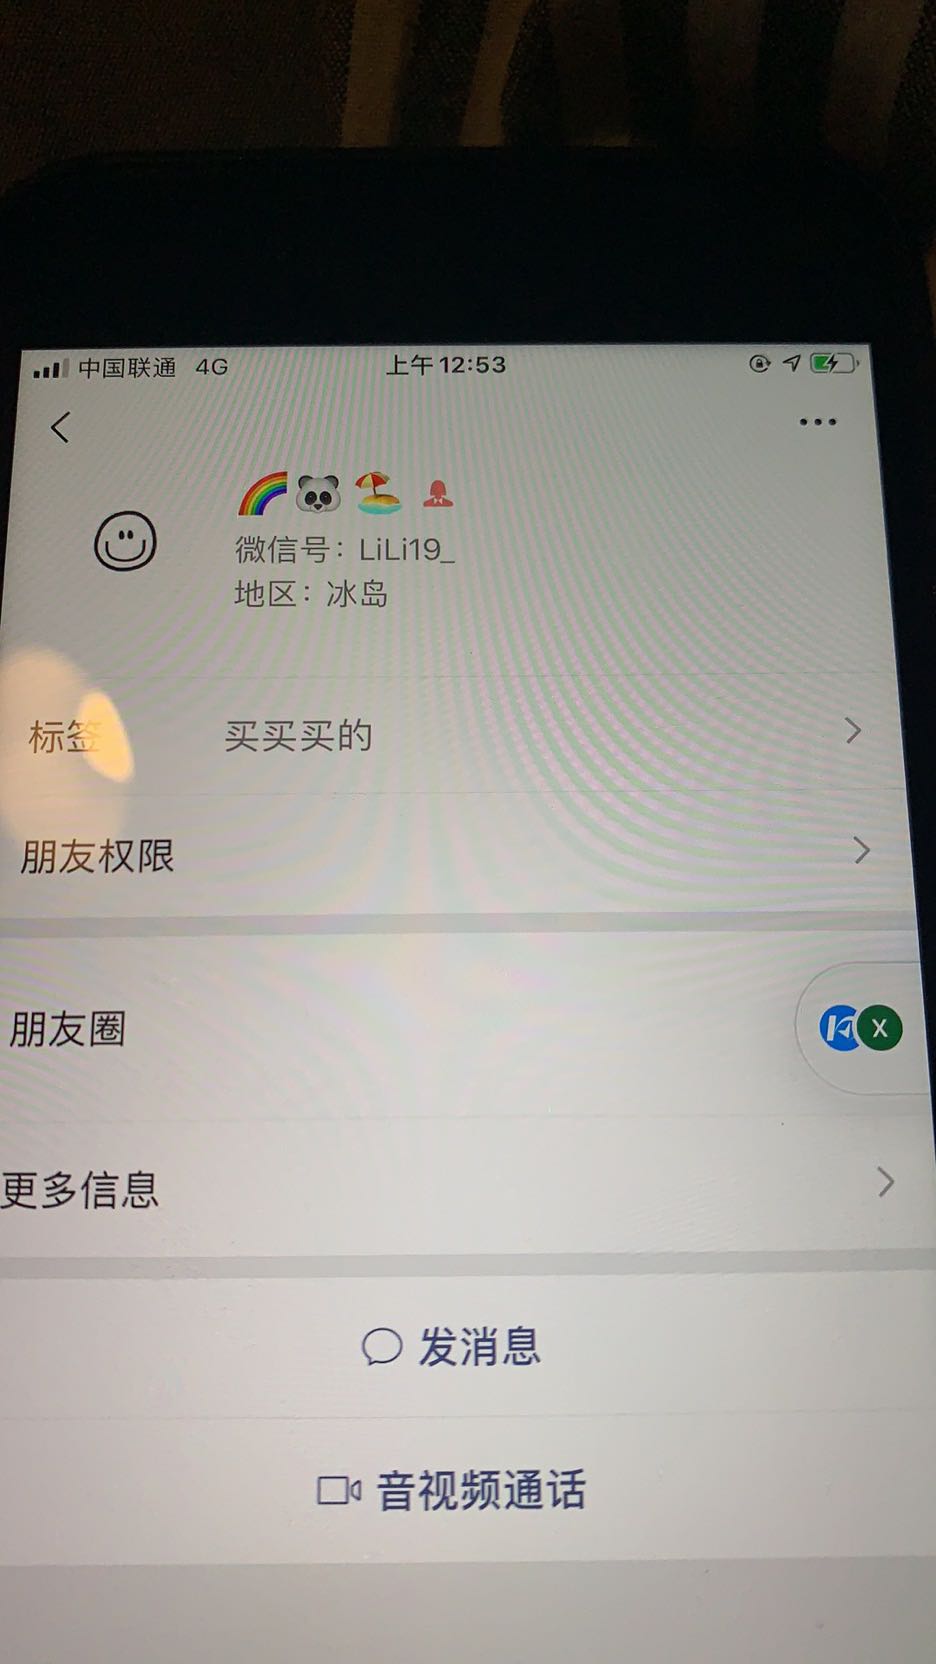 中国联通 4G 上午12:53
🌈🐼🏖️
微信号：LiLi19_
地区：冰岛
标签 买买买的
朋友权限
朋友圈
X
更多信息
发消息
音视频通话